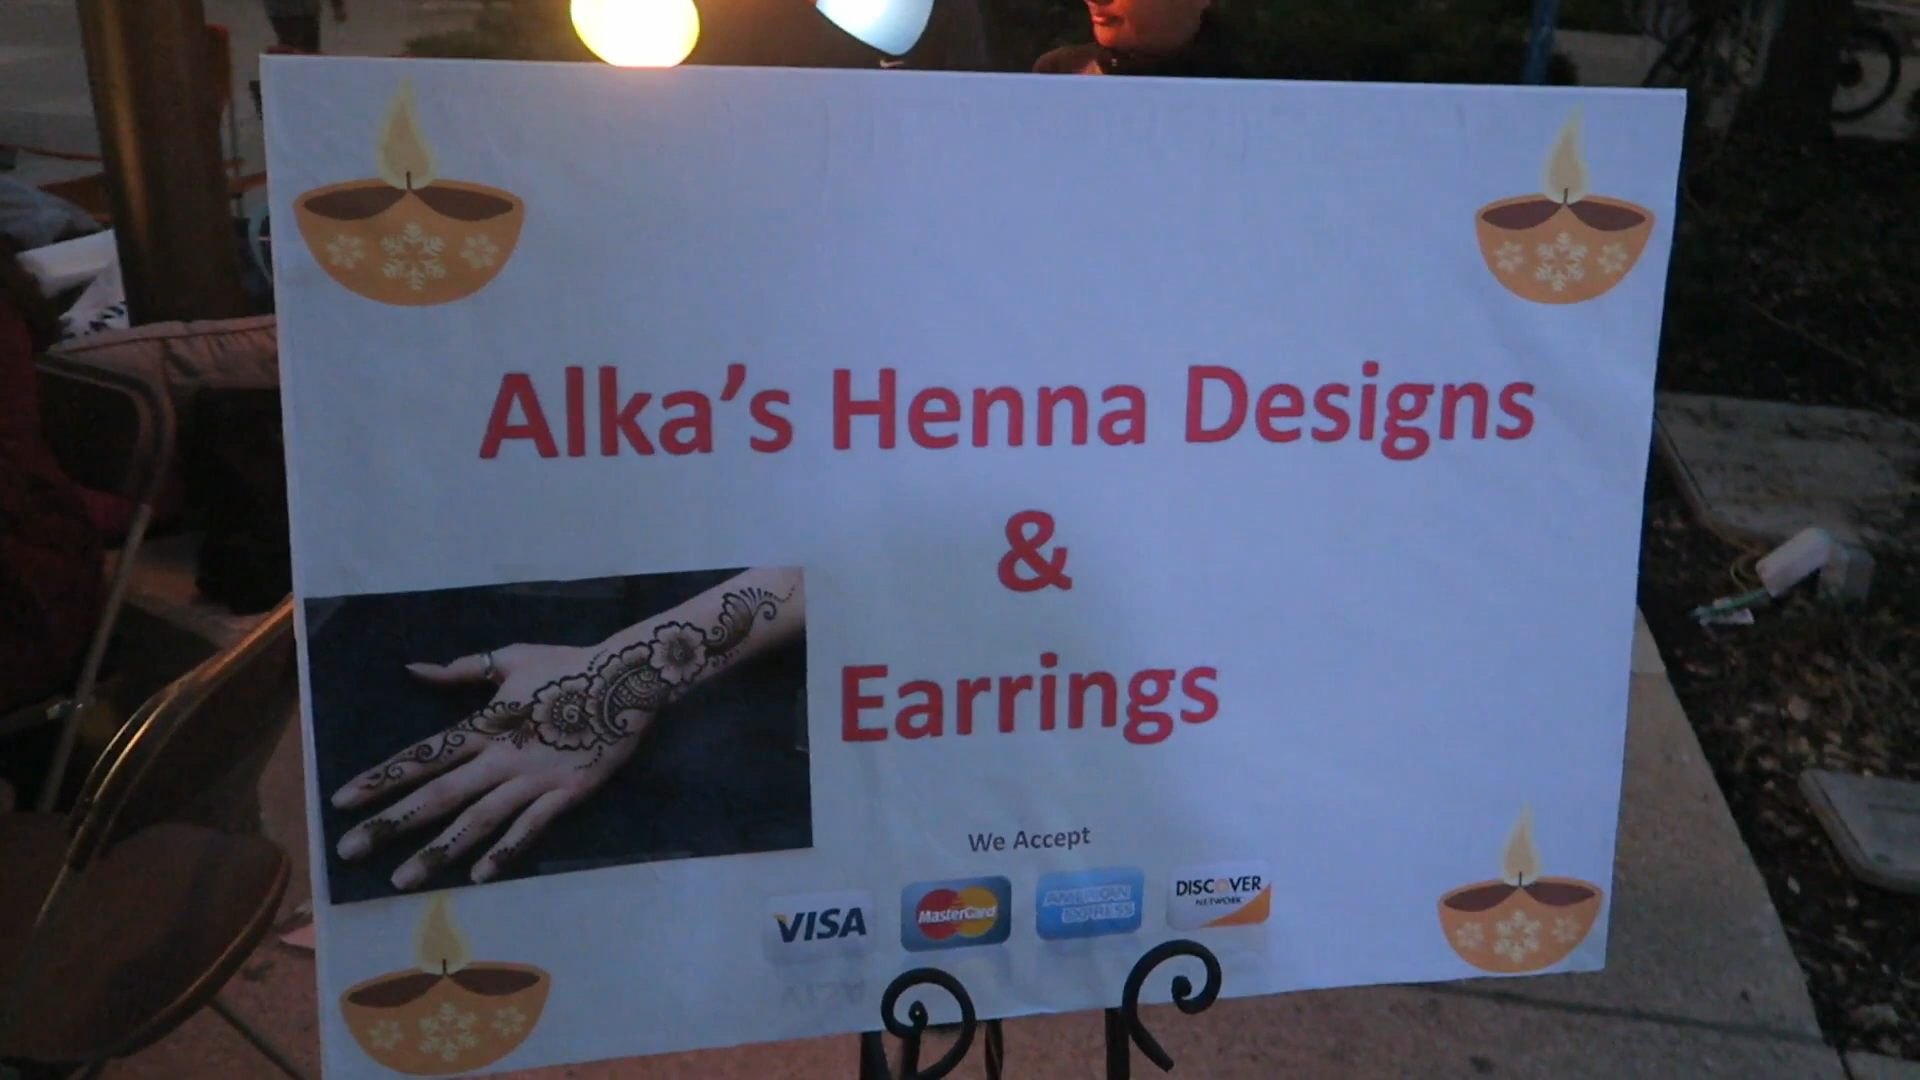 Alka's Henna Designs
&
Earrings
We Accept
VISA
MasterCard
AMERICAN EXPRESS
DISCOVER
NETWORK